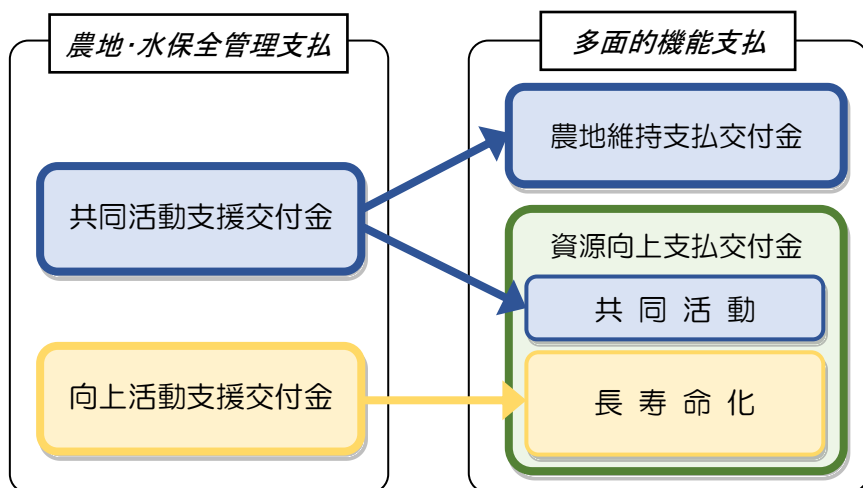 農地・水保全管理支払
共同活動支援交付金
向上活動支援交付金
多面的機能支払
農地維持支払交付金
資源向上支払交付金
共同活動
長寿命化